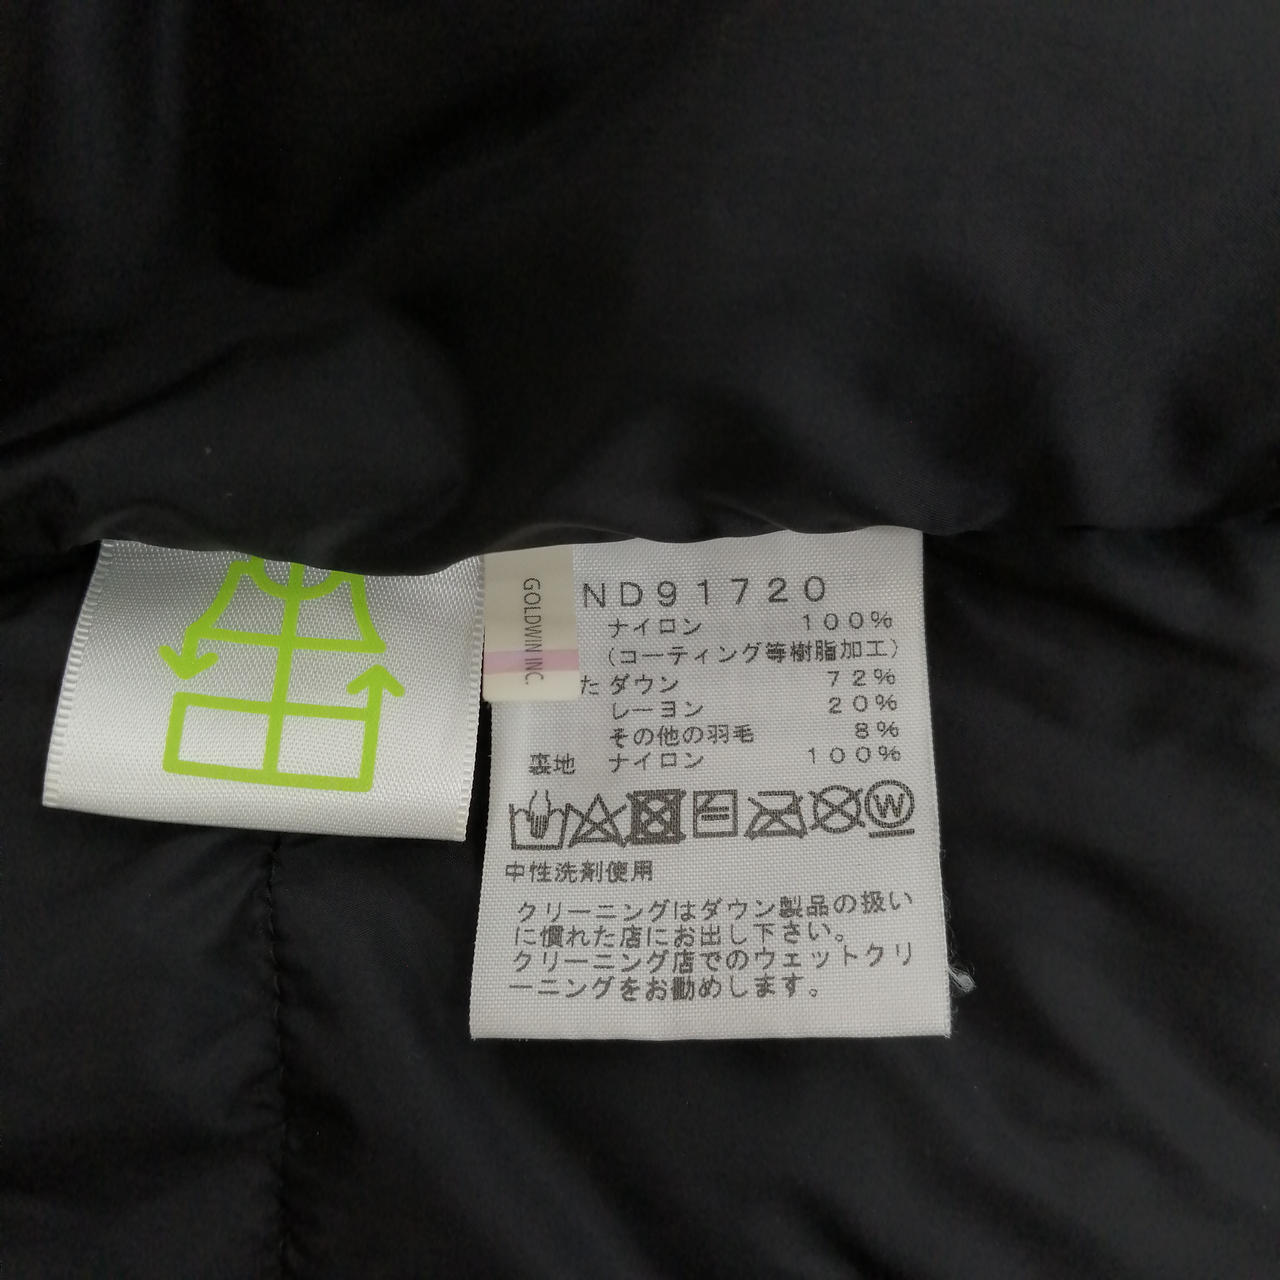 GOLDWIN INC.
ND91720
ナイロン 100%
(コーティング等樹脂加工)
た ダウン 72%
レーヨン 20%
その他の羽毛 8%
裏地 ナイロン 100%
W
中性洗剤使用
クリーニングはダウン製品の扱い
に慣れた店にお出し下さい。
クリーニング店でのウェットクリ
ーニングをお勧めします。